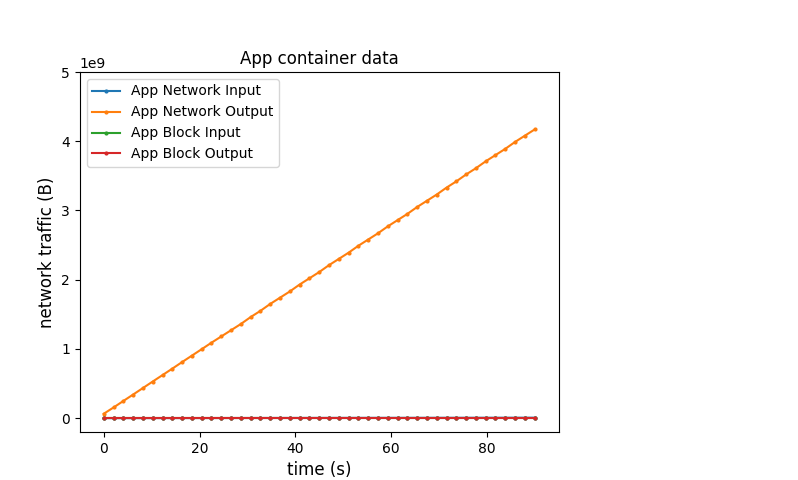 App container data
1e9
5
4
3
2
1
0
network traffic (B)
App Network Input
App Network Output
App Block Input
App Block Output
0 20 40 60 80
time (s)